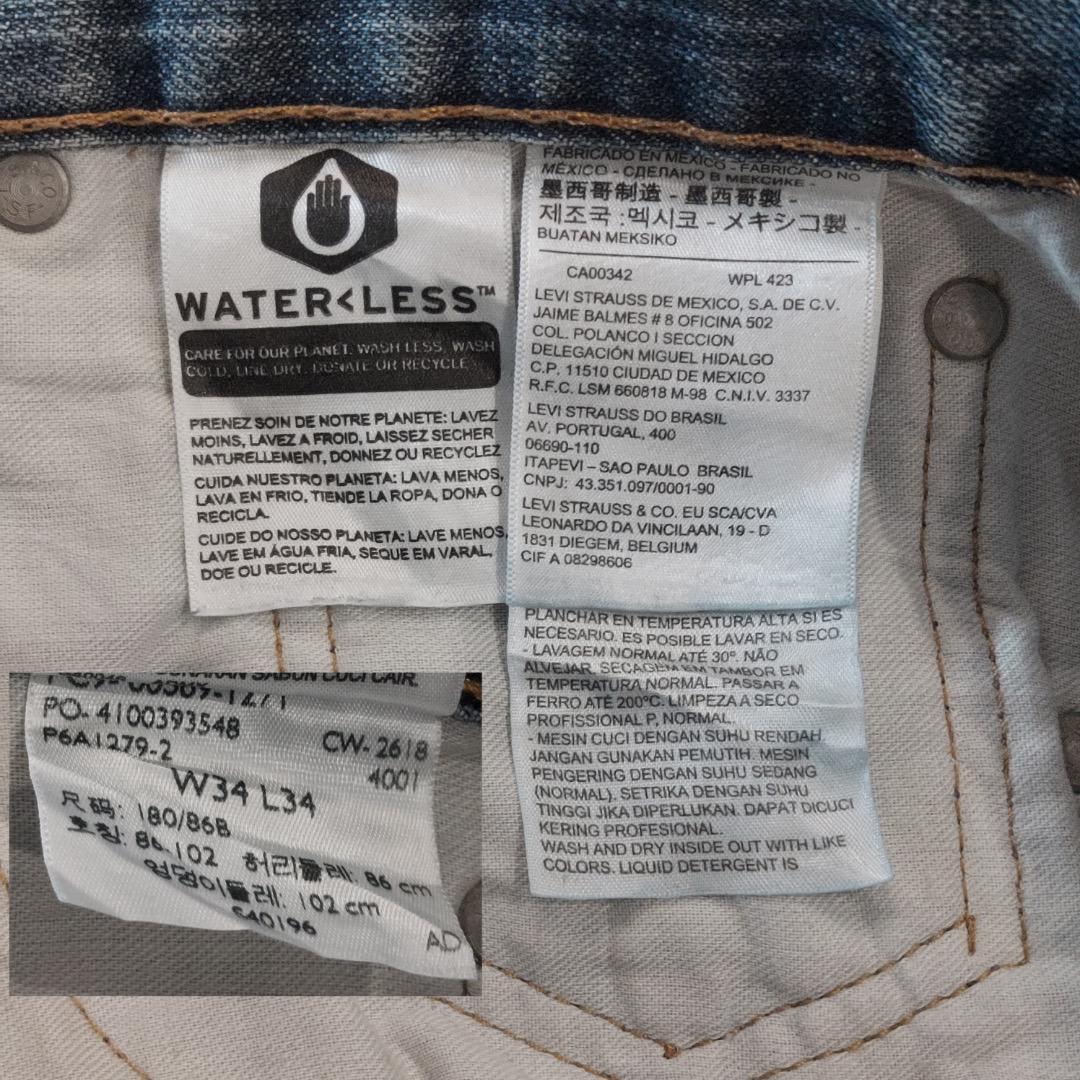 WATER<LESS™
CARE FOR OUR PLANET. WASH LESS, WASH
COLD, LINE DRY, DONATE OR RECYCLE
PRENEZ SOIN DE NOTRE PLANETE: LAVEZ
MOINS, LAVEZ A FROID, LAISSEZ SECHER
NATURELLEMENT, DONNEZ OU RECYCLEZ
CUIDA NUESTRO PLANETA: LAVA MENOS,
LAVA EN FRIO, TIENDE LA ROPA, DONA O
RECICLA.
CUIDE DO NOSSO PLANETA: LAVE MENOS,
LAVE EM ÁGUA FRIA, SEQUE EM VARAL,
DOE OU RECICLE.
FABRICADO EN MÉXICO - FABRICADO NO
MÉXICO - СДЕЛАНО В МЕКСИКЕ -
墨西哥制造 - 墨西哥製 -
제조국 :멕시코 - メキシコ製 -
BUATAN MEKSIKO
CA00342 WPL 423
LEVI STRAUSS DE MEXICO, S.A. DE C.V.
JAIME BALMES # 8 OFICINA 502
COL. POLANCO I SECCION
DELEGACIÓN MIGUEL HIDALGO
C.P. 11510 CIUDAD DE MEXICO
R.F.C. LSM 660818 M-98 C.N.I.V. 3337
LEVI STRAUSS DO BRASIL
AV. PORTUGAL, 400
06690-110
ITAPEVI – SAO PAULO BRASIL
CNPJ: 43.351.097/0001-90
LEVI STRAUSS & CO. EU SCA/CVA
LEONARDO DA VINCILAAN, 19 - D
1831 DIEGEM, BELGIUM
CIF A 08298606
PLANCHAR EN TEMPERATURA ALTA SI ES
NECESARIO. ES POSIBLE LAVAR EN SECO.
- LAVAGEM NORMAL ATÉ 30°. NÃO
ALVEJAR. SECAGEM EM TAMBOR EM
TEMPERATURA NORMAL. PASSAR A
FERRO ATÉ 200°C. LIMPEZA A SECO
PROFISSIONAL P, NORMAL.
- MESIN CUCI DENGAN SUHU RENDAH.
JANGAN GUNAKAN PEMUTIH. MESIN
PENGERING DENGAN SUHU SEDANG
(NORMAL). SETRIKA DENGAN SUHU
TINGGI JIKA DIPERLUKAN. DAPAT DICUCI
KERING PROFESIONAL.
WASH AND DRY INSIDE OUT WITH LIKE
COLORS. LIQUID DETERGENT IS
SABUN CUCI CAIR.
PO- 4100393548
P6A1279-2 CW- 2618
4001
W34 L34
尺码: 180/86B
호칭: 86.102 허리둘레: 86 cm
엉덩이둘레: 102 cm
S40196
AD